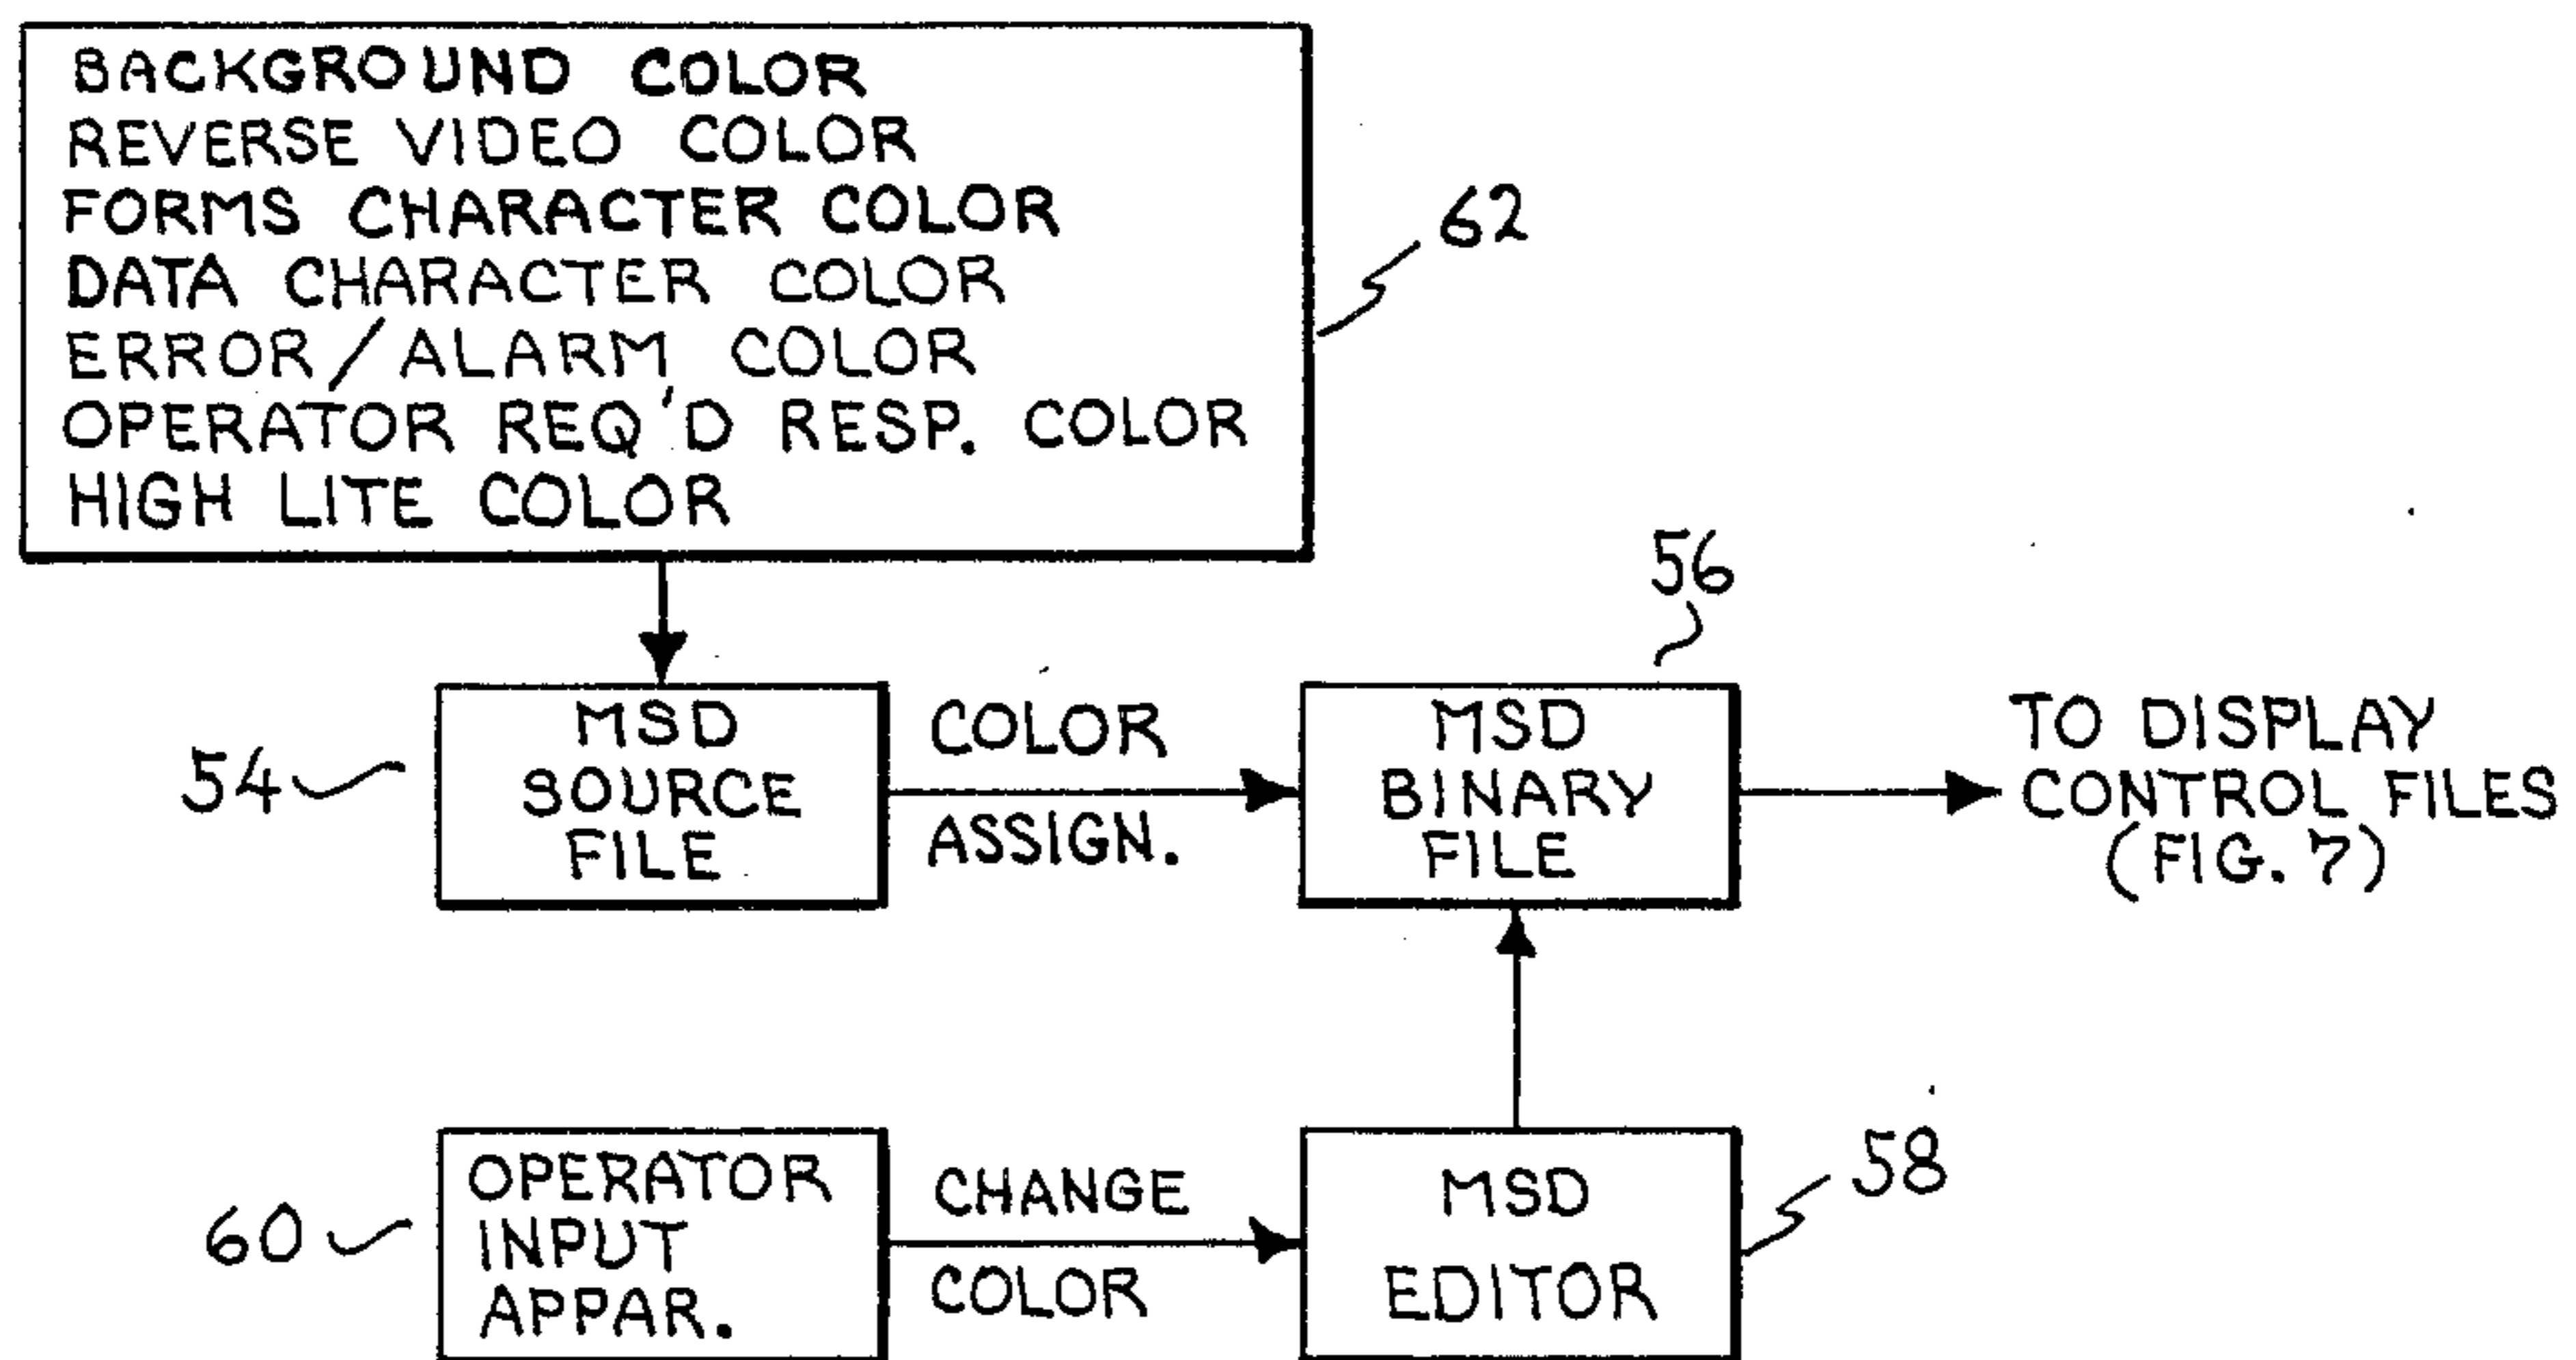 BACKGROUND COLOR
REVERSE VIDEO COLOR
FORMS CHARACTER COLOR
DATA CHARACTER COLOR
ERROR/ALARM COLOR
OPERATOR REQ'D RESP. COLOR
HIGH LITE COLOR
62
54
MSD
SOURCE
FILE
COLOR
ASSIGN.
56
MSD
BINARY
FILE
TO DISPLAY
CONTROL FILES
(FIG. 7)
60
OPERATOR
INPUT
APPAR.
CHANGE
COLOR
MSD
EDITOR
58